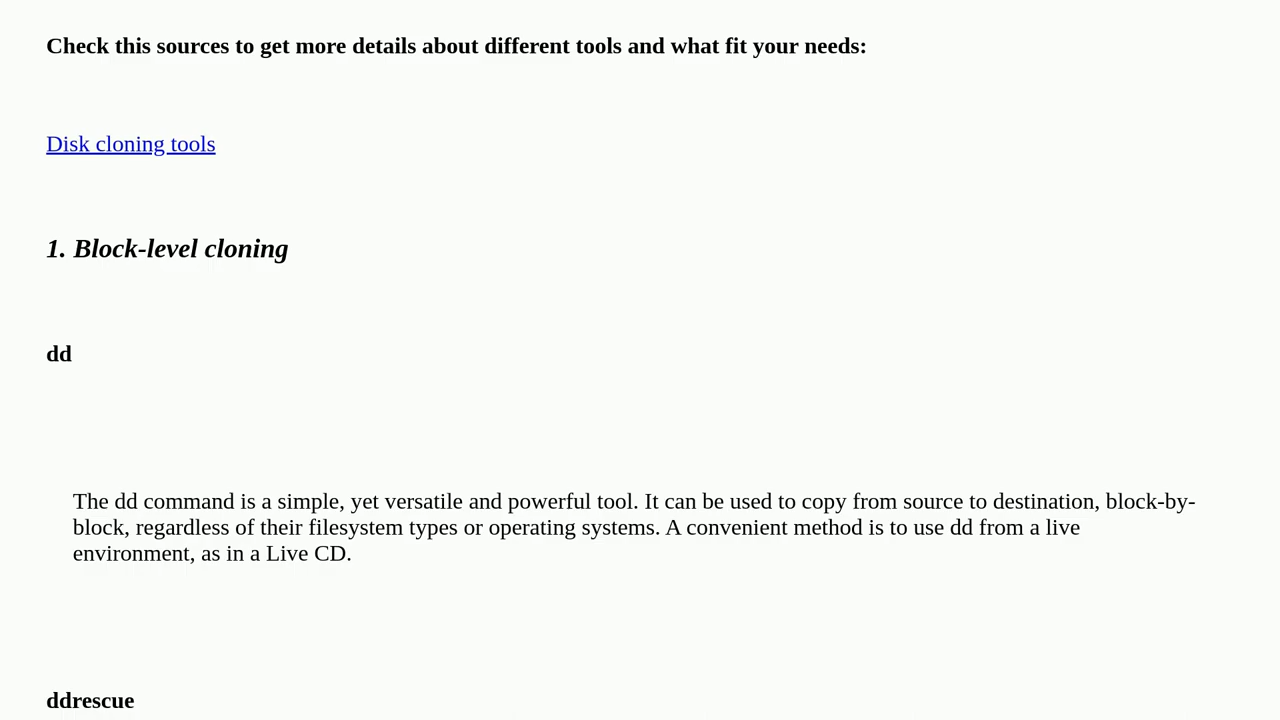 Check this sources to get more details about different tools and what fit your needs:
Disk cloning tools
1. Block-level cloning
dd
The dd command is a simple, yet versatile and powerful tool. It can be used to copy from source to destination, block-by-
block, regardless of their filesystem types or operating systems. A convenient method is to use dd from a live
environment, as in a Live CD.
ddrescue